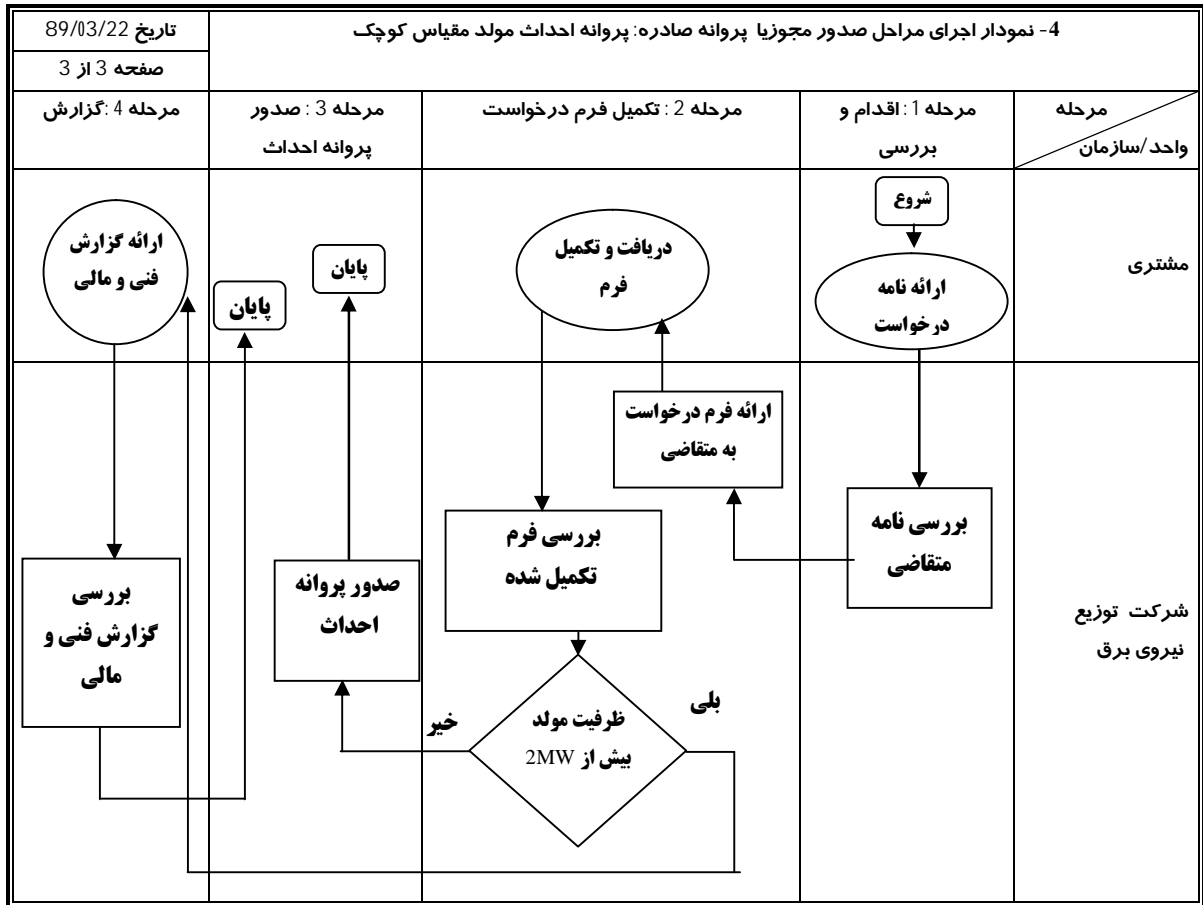 4- نمودار اجرای مراحل صدور مجوزیا پروانه صادره: پروانه احداث مولد مقیاس کوچک
تاریخ 89/03/22
صفحه 3 از 3
مرحله
واحد/سازمان
مرحله 1 : اقدام و
بررسی
مرحله 2 : تکمیل فرم درخواست
مرحله 3 : صدور
پروانه احداث
مرحله 4 :گزارش
مشتری
شروع
ارائه نامه
درخواست
دریافت و تکمیل
فرم
پایان
پایان
ارائه گزارش
فنی و مالی
شرکت توزیع
نیروی برق
بررسی نامه
متقاضی
ارائه فرم درخواست
به متقاضی
بررسی فرم
تکمیل شده
ظرفیت مولد
بیش از 2MW
بلی
خیر
صدور پروانه
احداث
بررسی
گزارش فنی و
مالی